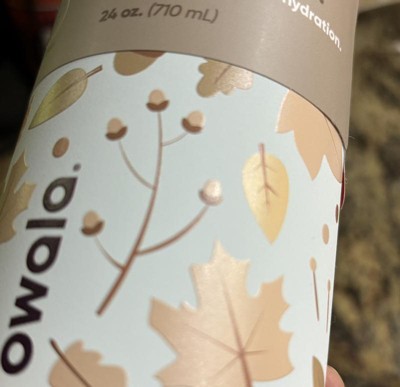 24 oz. (710 mL)
hydration.
owala.